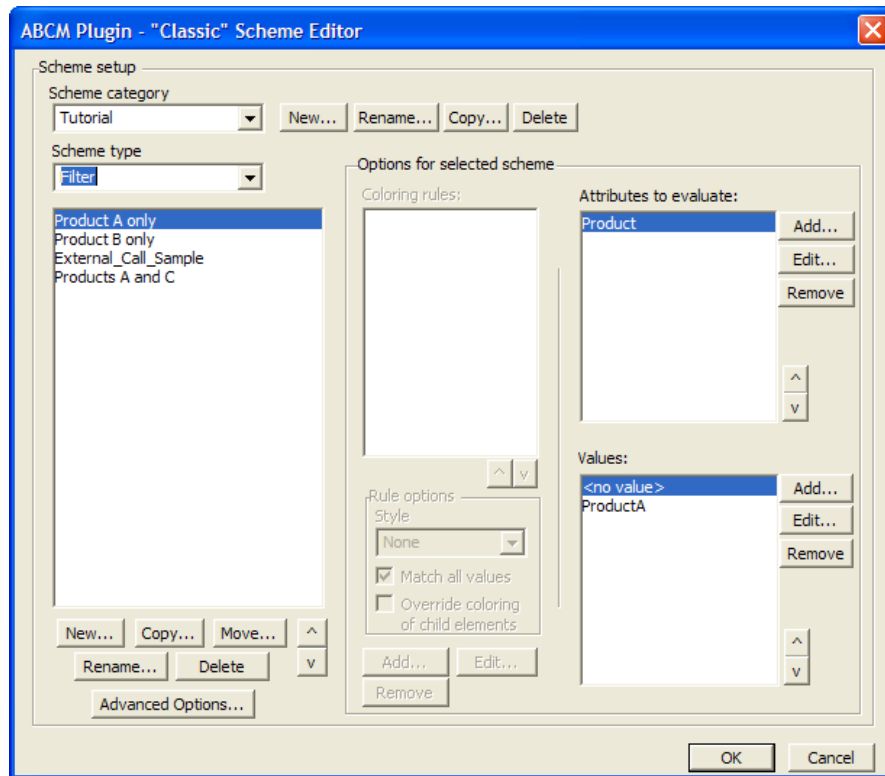 ABCM Plugin - "Classic" Scheme Editor
Scheme setup
Scheme category
Tutorial
New...
Rename...
Copy...
Delete
Scheme type
Filter
Product A only
Product B only
External_Call_Sample
Products A and C
New...
Copy...
Move...
^
Rename...
Delete
v
Advanced Options...
Options for selected scheme
Coloring rules:
^
v
Rule options
Style
None
Match all values
Override coloring
of child elements
Add...
Edit...
Remove
Attributes to evaluate:
Product
Add...
Edit...
Remove
^
v
Values:
<no value>
ProductA
Add...
Edit...
Remove
^
v
OK
Cancel